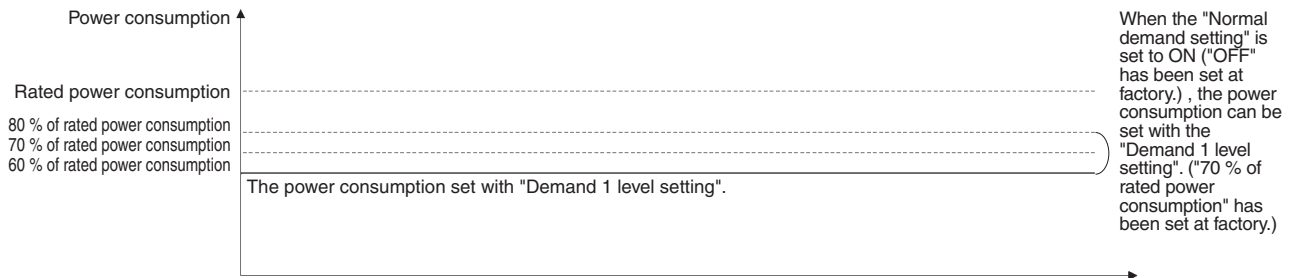 Power consumption
Rated power consumption
80 % of rated power consumption
70 % of rated power consumption
60 % of rated power consumption
The power consumption set with "Demand 1 level setting".
When the "Normal
demand setting" is
set to ON ("OFF"
has been set at
factory.) , the power
consumption can be
set with the
"Demand 1 level
setting". ("70 % of
rated power
consumption" has
been set at factory.)